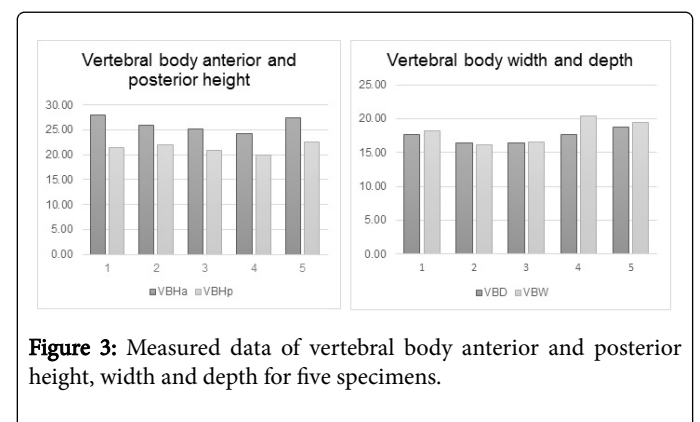 Vertebral body anterior and
posterior height
30.00
25.00
20.00
15.00
10.00
5.00
0.00
1 2 3 4 5
VBHa VBHp
Vertebral body width and depth
25.00
20.00
15.00
10.00
5.00
0.00
1 2 3 4 5
VBD VBW
Figure 3: Measured data of vertebral body anterior and posterior
height, width and depth for five specimens.